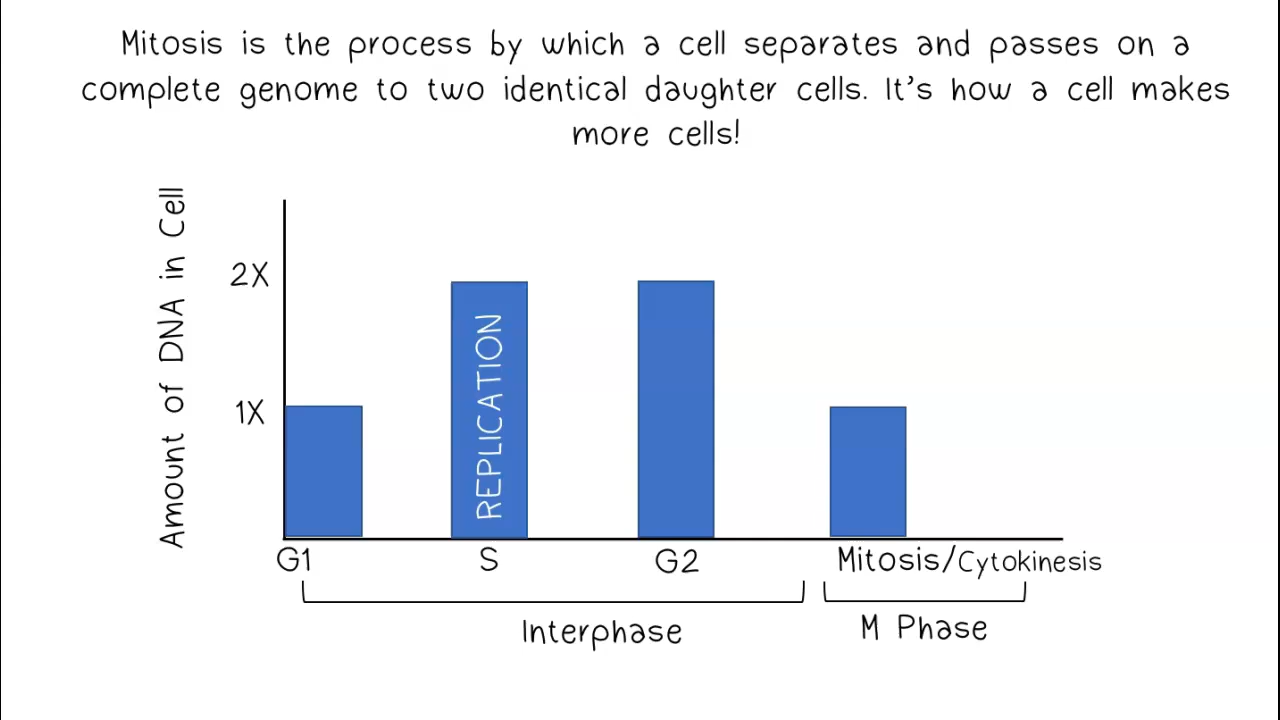 Mitosis is the process by which a cell separates and passes on a
complete genome to two identical daughter cells. It's how a cell makes
more cells!
Amount of DNA in Cell
2X
1X
REPLICATION
G1
S
G2
Mitosis/Cytokinesis
Interphase
M Phase